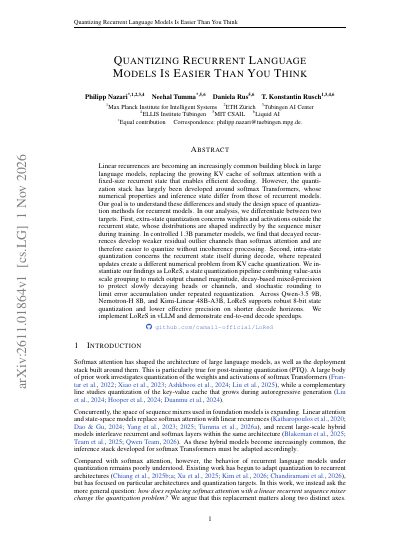 Quantizing Recurrent Language Models Is Easier Than You Think
QUANTIZING RECURRENT LANGUAGE
MODELS IS EASIER THAN YOU THINK
Philipp Nazari*,1,2,3,4 Neehal Tumma*,5,6 Daniela Rus5,6 T. Konstantin Rusch1,3,4,6
1Max Planck Institute for Intelligent Systems 2ETH Zürich 3Tübingen AI Center
4ELLIS Institute Tübingen 5MIT CSAIL 6Liquid AI
*Equal contribution Correspondence: philipp.nazari@tuebingen.mpg.de.
ABSTRACT
Linear recurrences are becoming an increasingly common building block in large
language models, replacing the growing KV cache of softmax attention with a
fixed-size recurrent state that enables efficient decoding. However, the quanti-
zation stack has largely been developed around softmax Transformers, whose
numerical properties and inference state differ from those of recurrent models.
Our goal is to understand these differences and study the design space of quantiza-
tion methods for recurrent models. In our analysis, we differentiate between two
targets. First, extra-state quantization concerns weights and activations outside the
recurrent state, whose distributions are shaped indirectly by the sequence mixer
during training. In controlled 1.3B parameter models, we find that decayed recur-
rences develop weaker residual outlier channels than softmax attention and are
therefore easier to quantize without incoherence processing. Second, intra-state
quantization concerns the recurrent state itself during decode, where repeated
updates create a different numerical problem from KV cache quantization. We in-
stantiate our findings as LoReS, a state quantization pipeline combining value-axis
scale grouping to match output channel magnitude, decay-based mixed-precision
to protect slowly decaying heads or channels, and stochastic rounding to
limit error accumulation under repeated requantization. Across Qwen-3.5 9B,
Nemotron-H 8B, and Kimi-Linear 48B-A3B, LoReS supports robust 8-bit state
quantization and lower effective precision on shorter decode horizons. We
implement LoReS in vLLM and demonstrate end-to-end decode speedups.
github.com/camail-official/LoReS
1 INTRODUCTION
Softmax attention has shaped the architecture of large language models, as well as the deployment
stack built around them. This is particularly true for post-training quantization (PTQ). A large body
of prior work investigates quantization of the weights and activations of softmax Transformers (Fran-
tar et al., 2022; Xiao et al., 2023; Ashkboos et al., 2024; Liu et al., 2025), while a complementary
line studies quantization of the key-value cache that grows during autoregressive generation (Liu
et al., 2024; Hooper et al., 2024; Duanmu et al., 2024).
Concurrently, the space of sequence mixers used in foundation models is expanding. Linear attention
and state-space models replace softmax attention with linear recurrences (Katharopoulos et al., 2020;
Dao & Gu, 2024; Yang et al., 2023; 2025; Tumma et al., 2026a), and recent large-scale hybrid
models interleave recurrent and softmax layers within the same architecture (Blakeman et al., 2025;
Team et al., 2025; Qwen Team, 2026). As these hybrid models become increasingly common, the
inference stack developed for softmax Transformers must be adapted accordingly.
Compared with softmax attention, however, the behavior of recurrent language models under
quantization remains poorly understood. Existing work has begun to adapt quantization to recurrent
architectures (Chiang et al., 2025b;a; Xu et al., 2025; Kim et al., 2026; Chandramani et al., 2026),
but has focused on particular architectures and quantization targets. In this work, we instead ask the
more general question: how does replacing softmax attention with a linear recurrent sequence mixer
change the quantization problem? We argue that this replacement matters along two distinct axes.
1
arXiv:2611.01864v1 [cs.LG] 1 Nov 2026